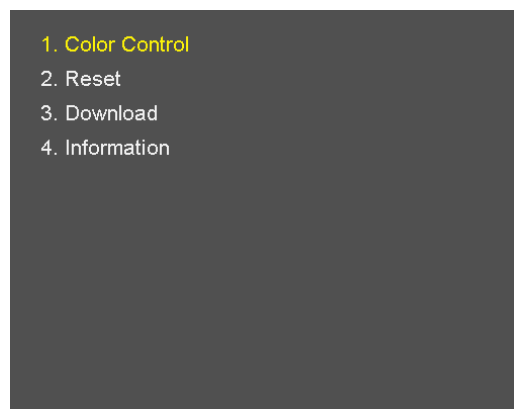 1. Color Control
2. Reset
3. Download
4. Information